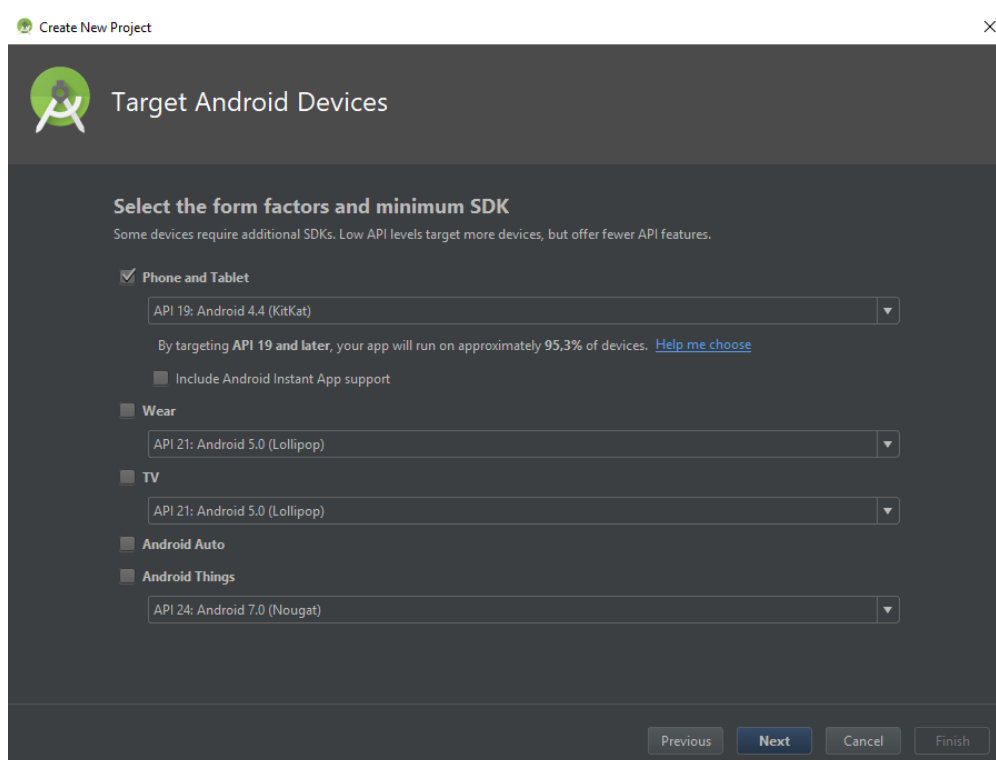 Create New Project
Target Android Devices
Select the form factors and minimum SDK
Some devices require additional SDKs. Low API levels target more devices, but offer fewer API features.
Phone and Tablet
API 19: Android 4.4 (KitKat)
By targeting API 19 and later, your app will run on approximately 95,3% of devices. Help me choose
Include Android Instant App support
Wear
API 21: Android 5.0 (Lollipop)
TV
API 21: Android 5.0 (Lollipop)
Android Auto
Android Things
API 24: Android 7.0 (Nougat)
Previous Next Cancel Finish